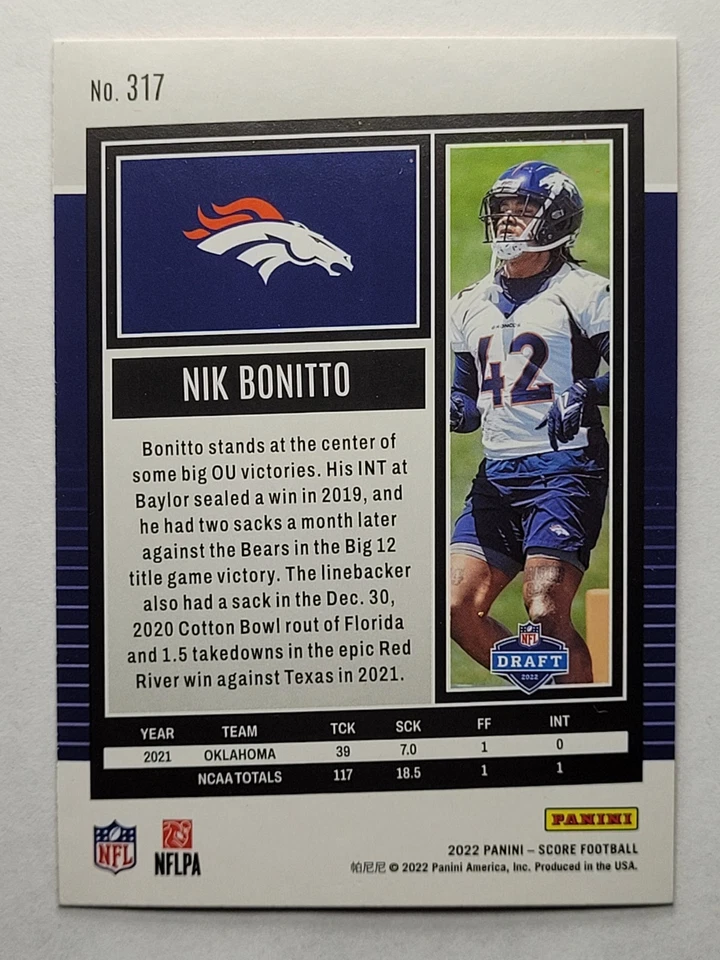 No. 317
NIK BONITTO
Bonitto stands at the center of
some big OU victories. His INT at
Baylor sealed a win in 2019, and
he had two sacks a month later
against the Bears in the Big 12
title game victory. The linebacker
also had a sack in the Dec. 30,
2020 Cotton Bowl rout of Florida
and 1.5 takedowns in the epic Red
River win against Texas in 2021.
42
NFL
DRAFT
2022
YEAR TEAM TCK SCK FF INT
2021 OKLAHOMA 39 7.0 1 0
NCAA TOTALS 117 18.5 1 1
NFL
NFLPA
PANINI
2022 PANINI – SCORE FOOTBALL
帕尼尼 © 2022 Panini America, Inc. Produced in the USA.